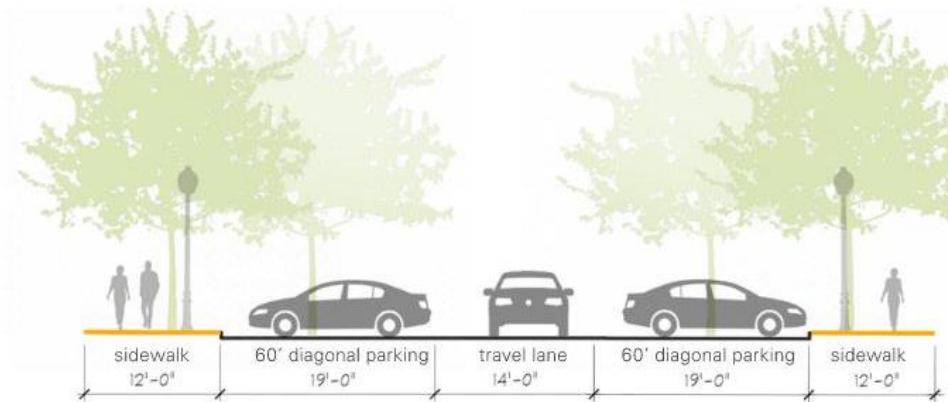 sidewalk
12'-0"
60' diagonal parking
19'-0"
travel lane
14'-0"
60' diagonal parking
19'-0"
sidewalk
12'-0"